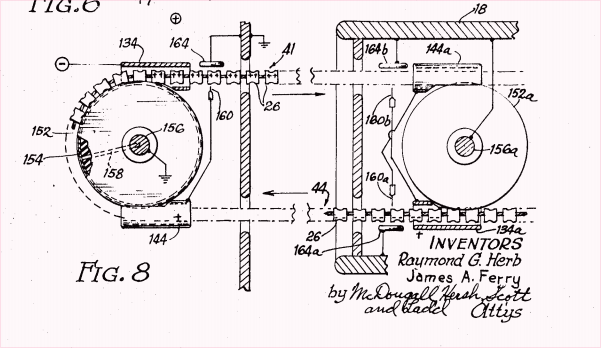 FIG. 6
+
18
134
164
41
164b
144a
−
152a
152
160
26
160b
156
154
158
156a
160a
44
144
+
26
164a
+
134a
FIG. 8
INVENTORS
Raymond G. Herb
James A. Ferry
by McDougall, Hersh, Scott
and Ladd Attys